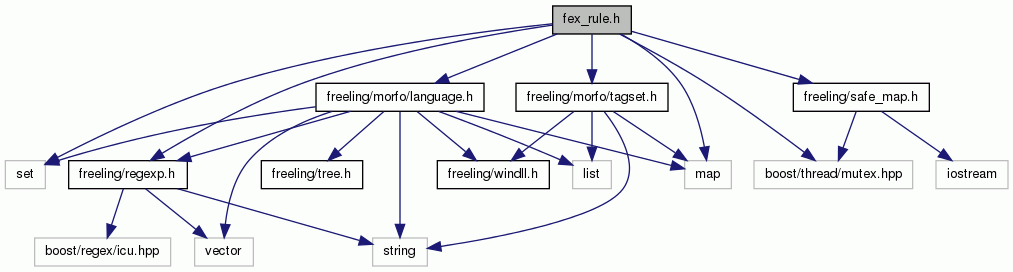 fex_rule.h
freeling/morfo/language.h
freeling/morfo/tagset.h
freeling/safe_map.h
set
freeling/regexp.h
freeling/tree.h
freeling/windll.h
list
map
boost/thread/mutex.hpp
iostream
boost/regex/icu.hpp
vector
string